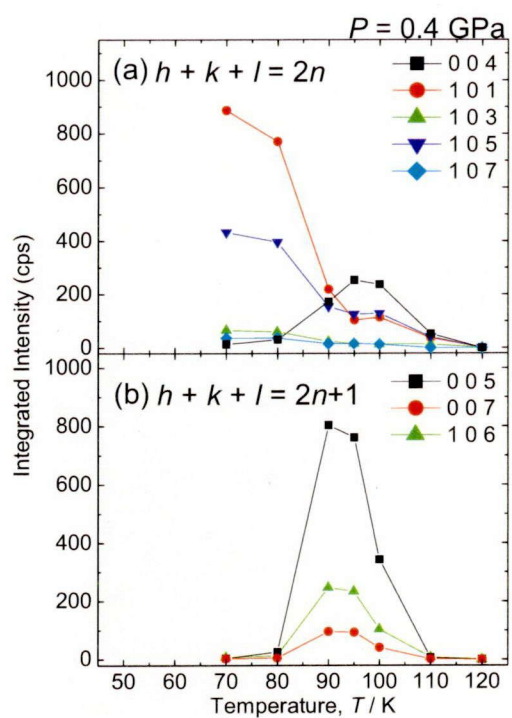 P = 0.4 GPa
(a) h + k + l = 2n
0 0 4
1 0 1
1 0 3
1 0 5
1 0 7
1000
800
600
400
200
0
Integrated Intensity (cps)
(b) h + k + l = 2n+1
0 0 5
0 0 7
1 0 6
1000
800
600
400
200
0
50 60 70 80 90 100 110 120
Temperature, T / K